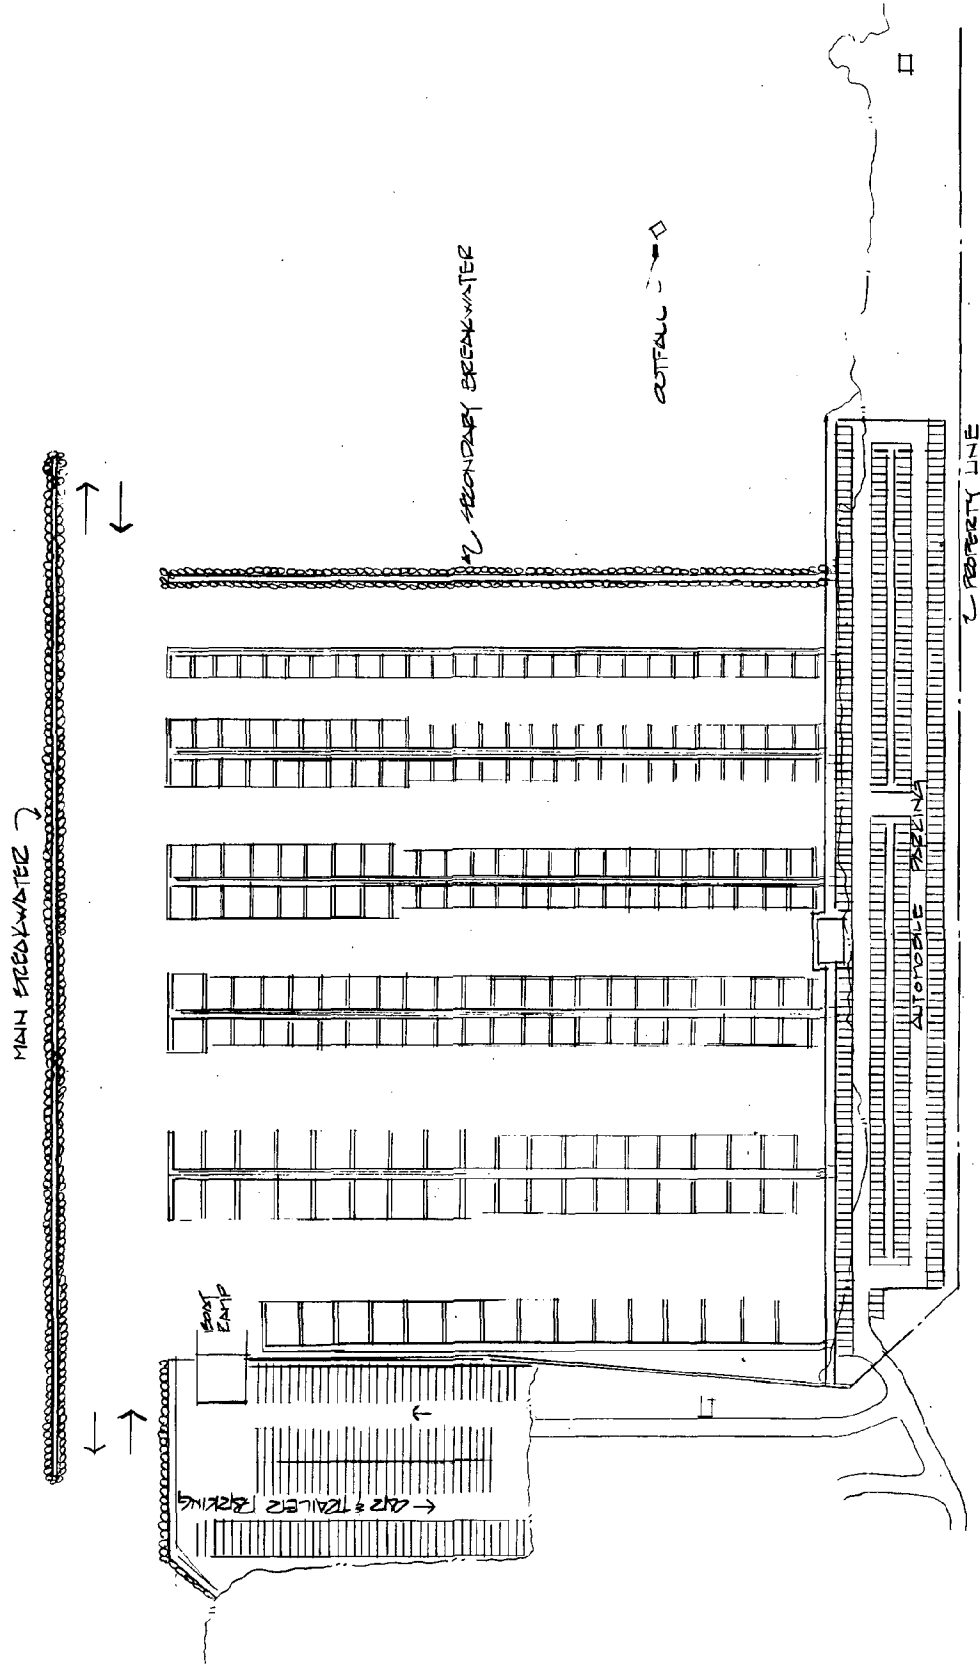 MAIN BREAKWATER
SECONDARY BREAKWATER
OUTFALL
PROPERTY LINE
AUTOMOBILE PARKING
BOAT
RAMP
CAR & TRAILER PARKING